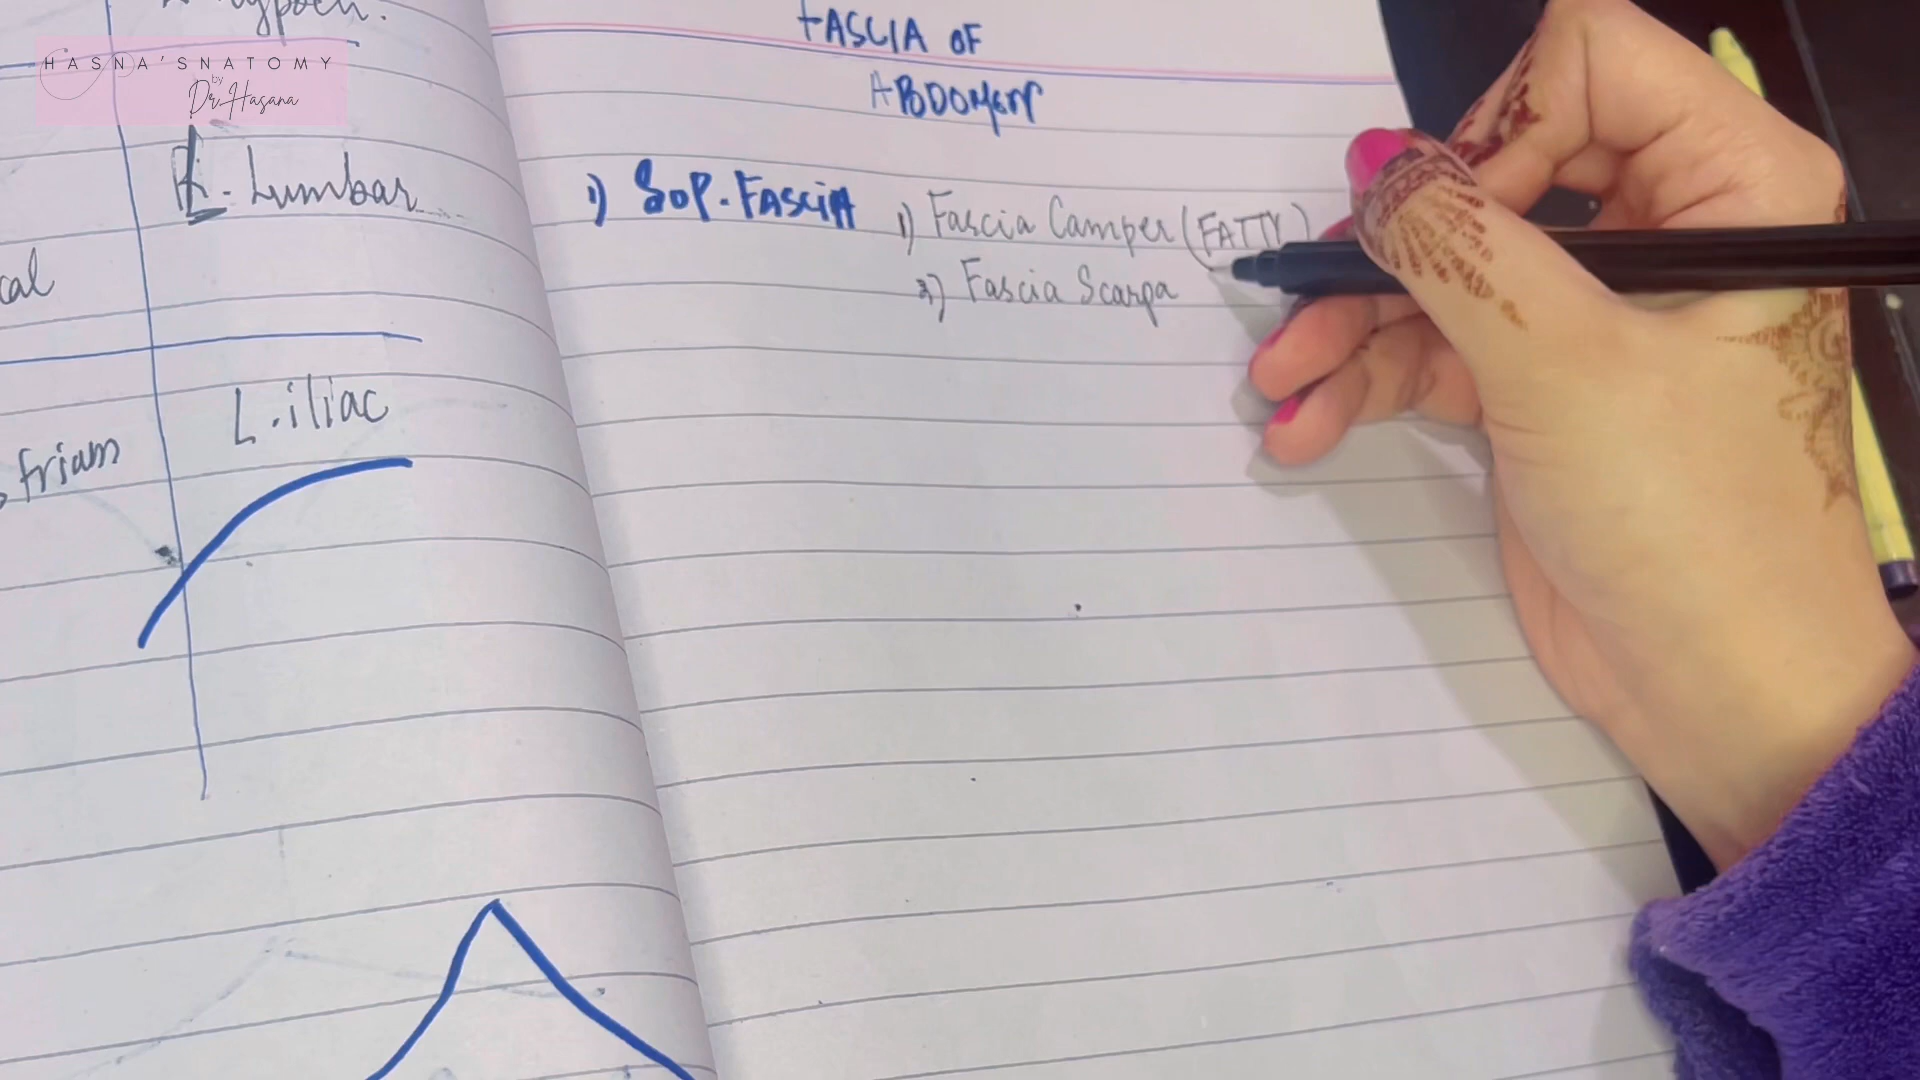 HASNA'SNATOMY
by
Dr.Hasana
L. Lumbar
cal
L. iliac
FASCIA OF
ABDOMEN
1) SUP. FASCIA
1) Fascia Camper (FATTY)
2) Fascia Scarpa